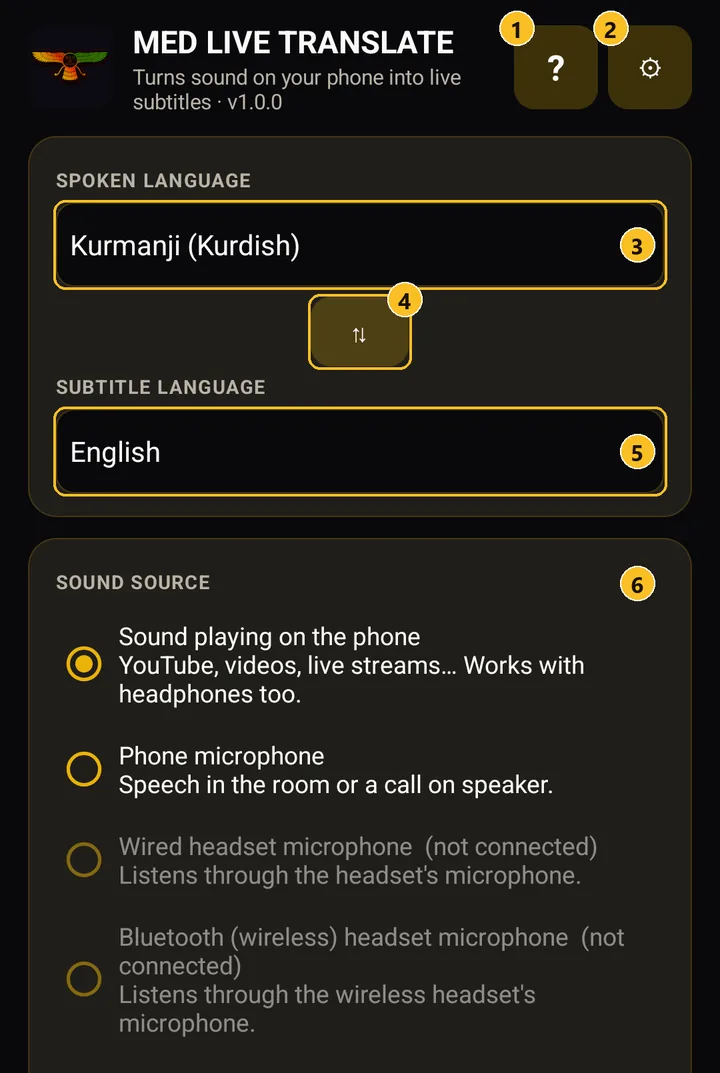 MED LIVE TRANSLATE
Turns sound on your phone into live
subtitles · v1.0.0
1
?
2
SPOKEN LANGUAGE
Kurmanji (Kurdish)
3
4
SUBTITLE LANGUAGE
English
5
SOUND SOURCE
6
Sound playing on the phone
YouTube, videos, live streams… Works with
headphones too.
Phone microphone
Speech in the room or a call on speaker.
Wired headset microphone (not connected)
Listens through the headset's microphone.
Bluetooth (wireless) headset microphone (not
connected)
Listens through the wireless headset's
microphone.